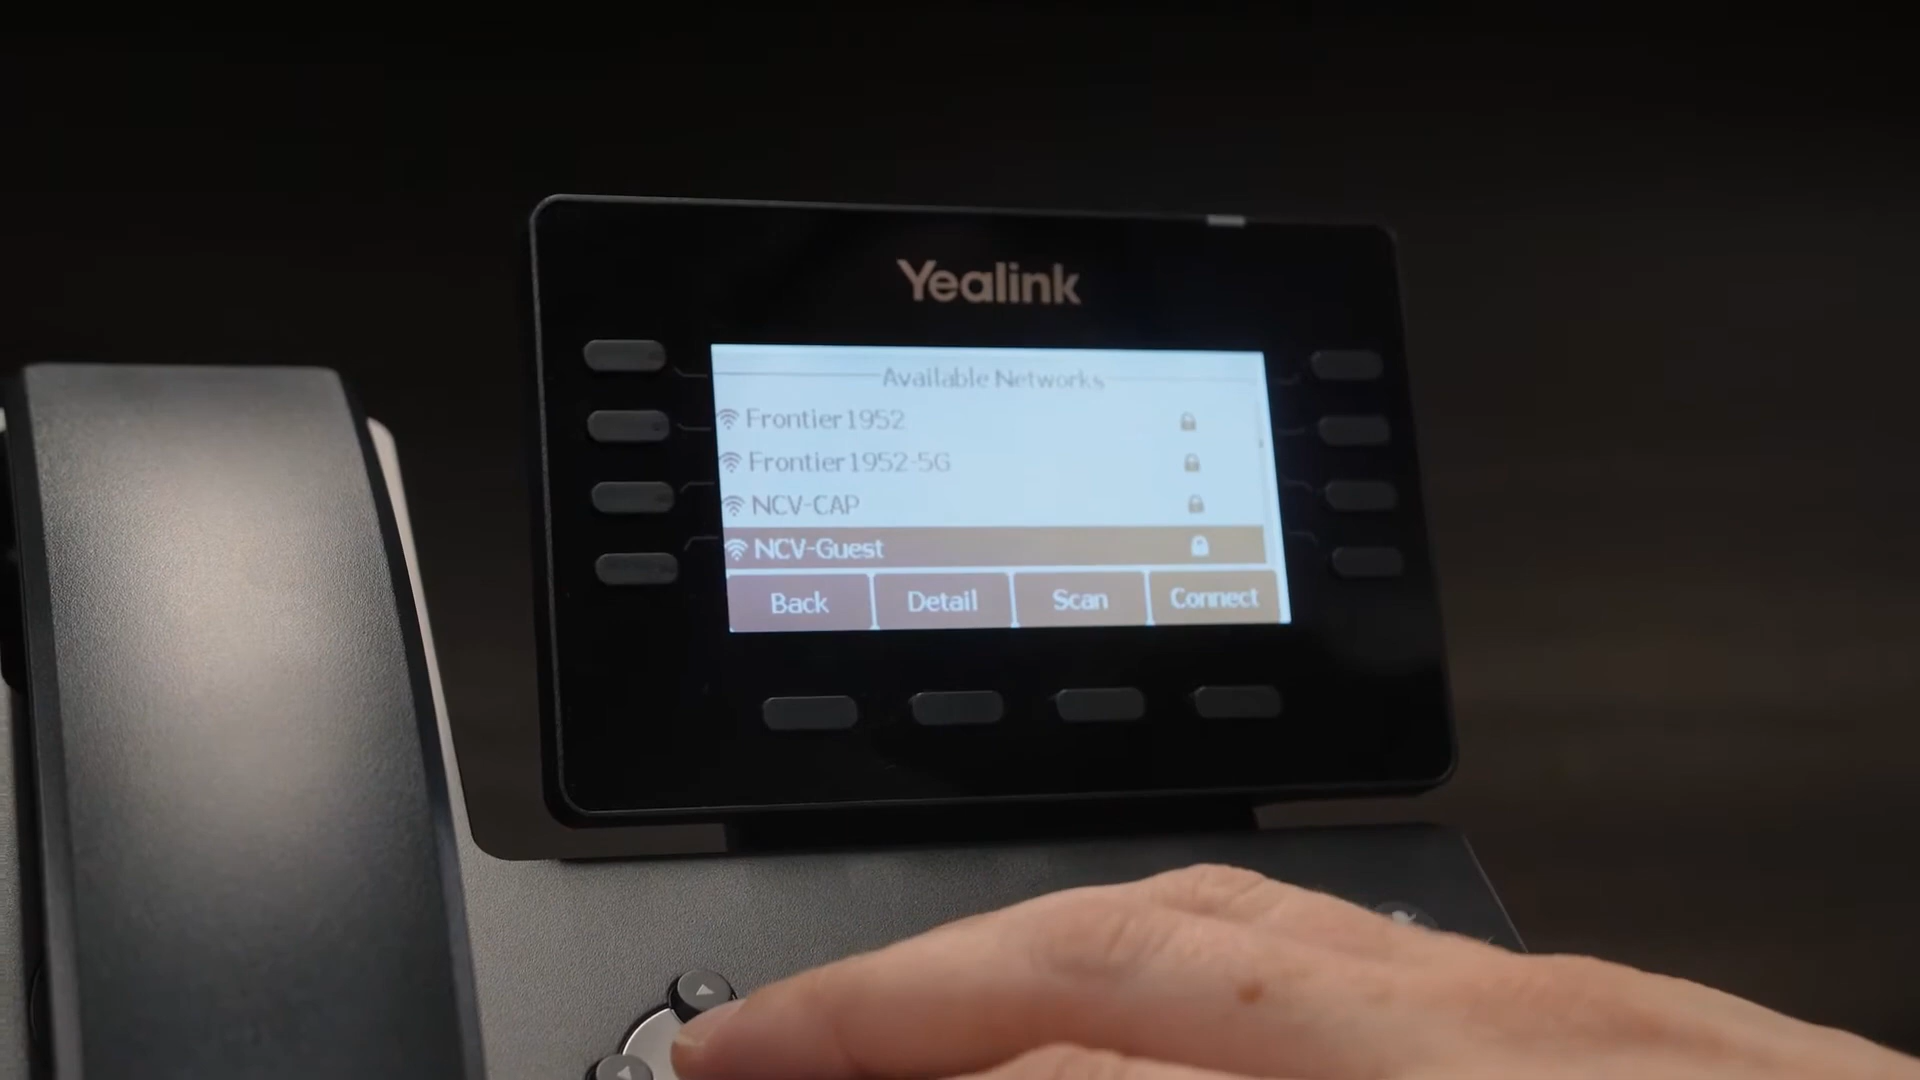 Yealink
Available Networks
Frontier1952
Frontier1952-5G
NCV-CAP
NCV-Guest
Back Detail Scan Connect